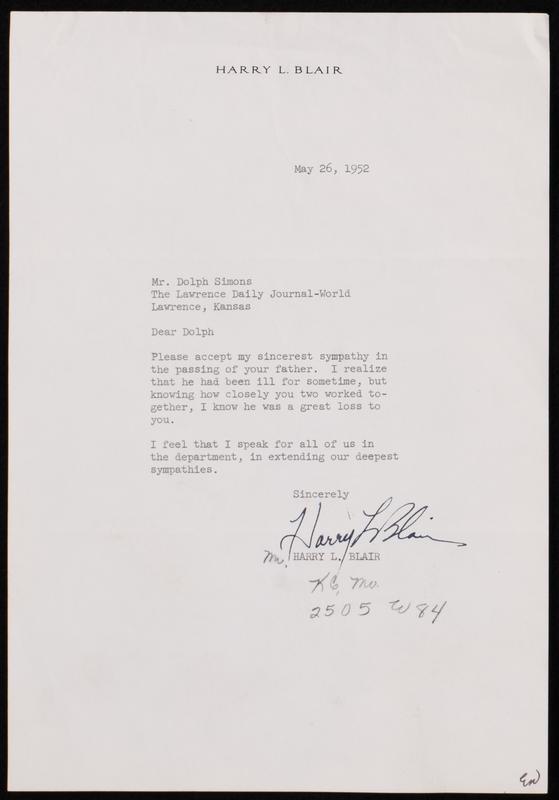 HARRY L. BLAIR
May 26, 1952
Mr. Dolph Simons
The Lawrence Daily Journal-World
Lawrence, Kansas
Dear Dolph
Please accept my sincerest sympathy in
the passing of your father.  I realize
that he had been ill for sometime, but
knowing how closely you two worked to-
gether, I know he was a great loss to
you.
I feel that I speak for all of us in
the department, in extending our deepest
sympathies.
Sincerely
Harry L Blair
Mr. HARRY L. BLAIR
KC, Mo.
2505 W 84